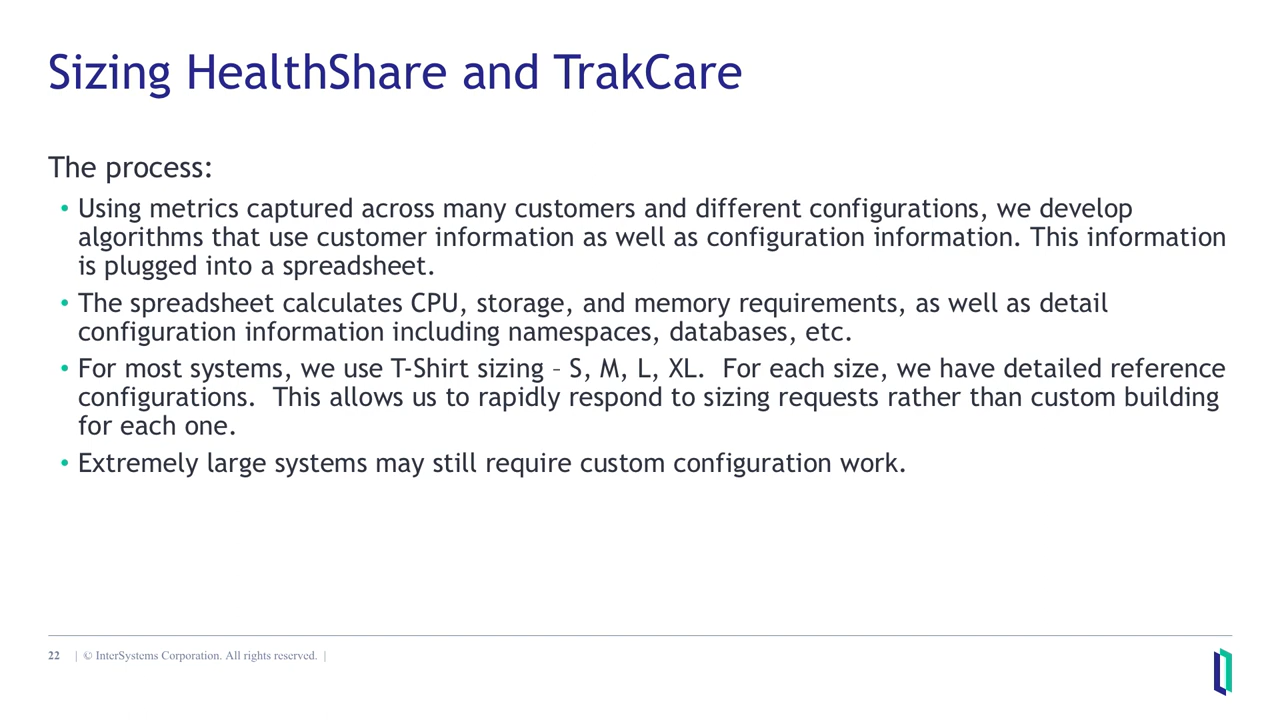 Sizing HealthShare and TrakCare
The process:
• Using metrics captured across many customers and different configurations, we develop
algorithms that use customer information as well as configuration information. This information
is plugged into a spreadsheet.
• The spreadsheet calculates CPU, storage, and memory requirements, as well as detail
configuration information including namespaces, databases, etc.
• For most systems, we use T-Shirt sizing – S, M, L, XL.  For each size, we have detailed reference
configurations.  This allows us to rapidly respond to sizing requests rather than custom building
for each one.
• Extremely large systems may still require custom configuration work.
22 | © InterSystems Corporation. All rights reserved. |